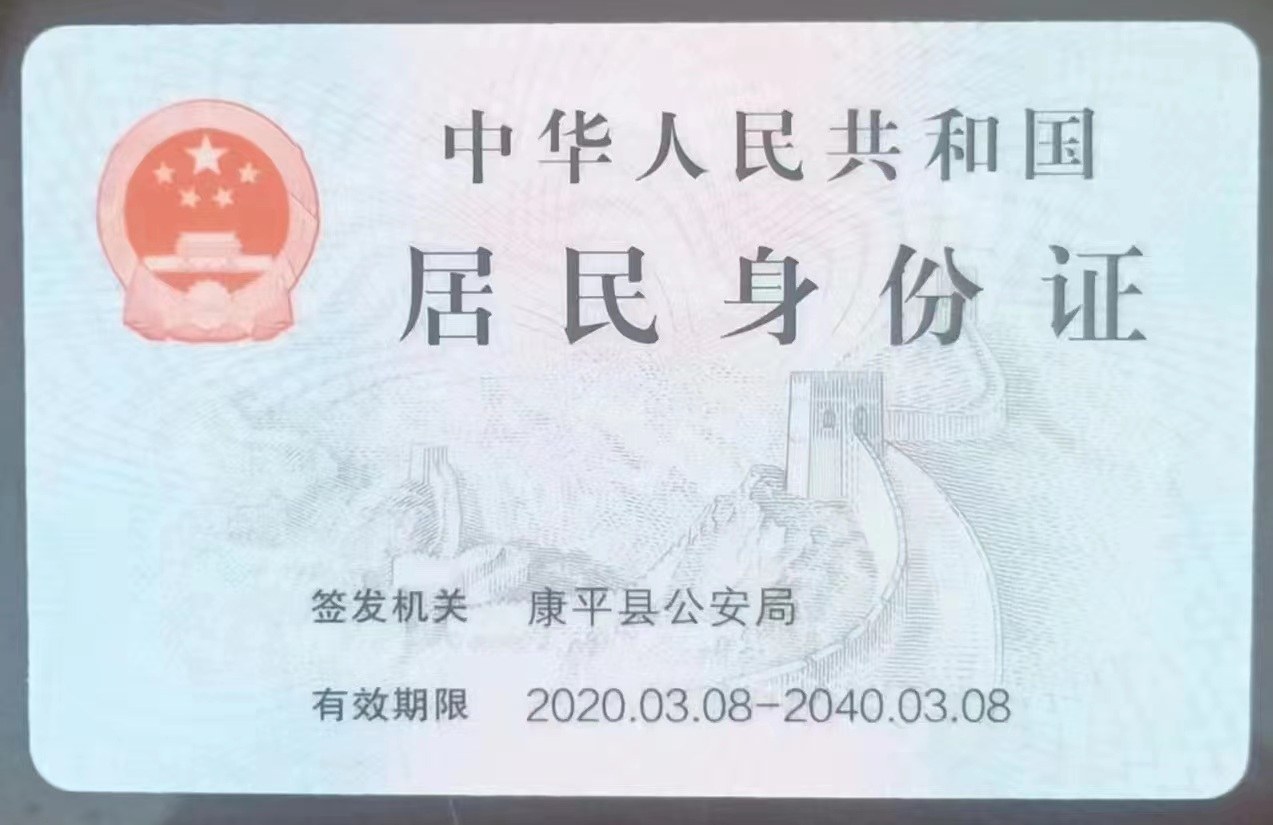 中华人民共和国
居民身份证
签发机关 康平县公安局
有效期限 2020.03.08-2040.03.08